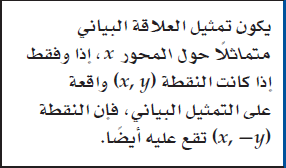 يكون تمثيل العلاقة البياني
متماثلًا حول المحور x، إذا وفقط
إذا كانت النقطة (x, y) واقعة
على التمثيل البياني، فإن النقطة
(x, −y) تقع عليه أيضًا.